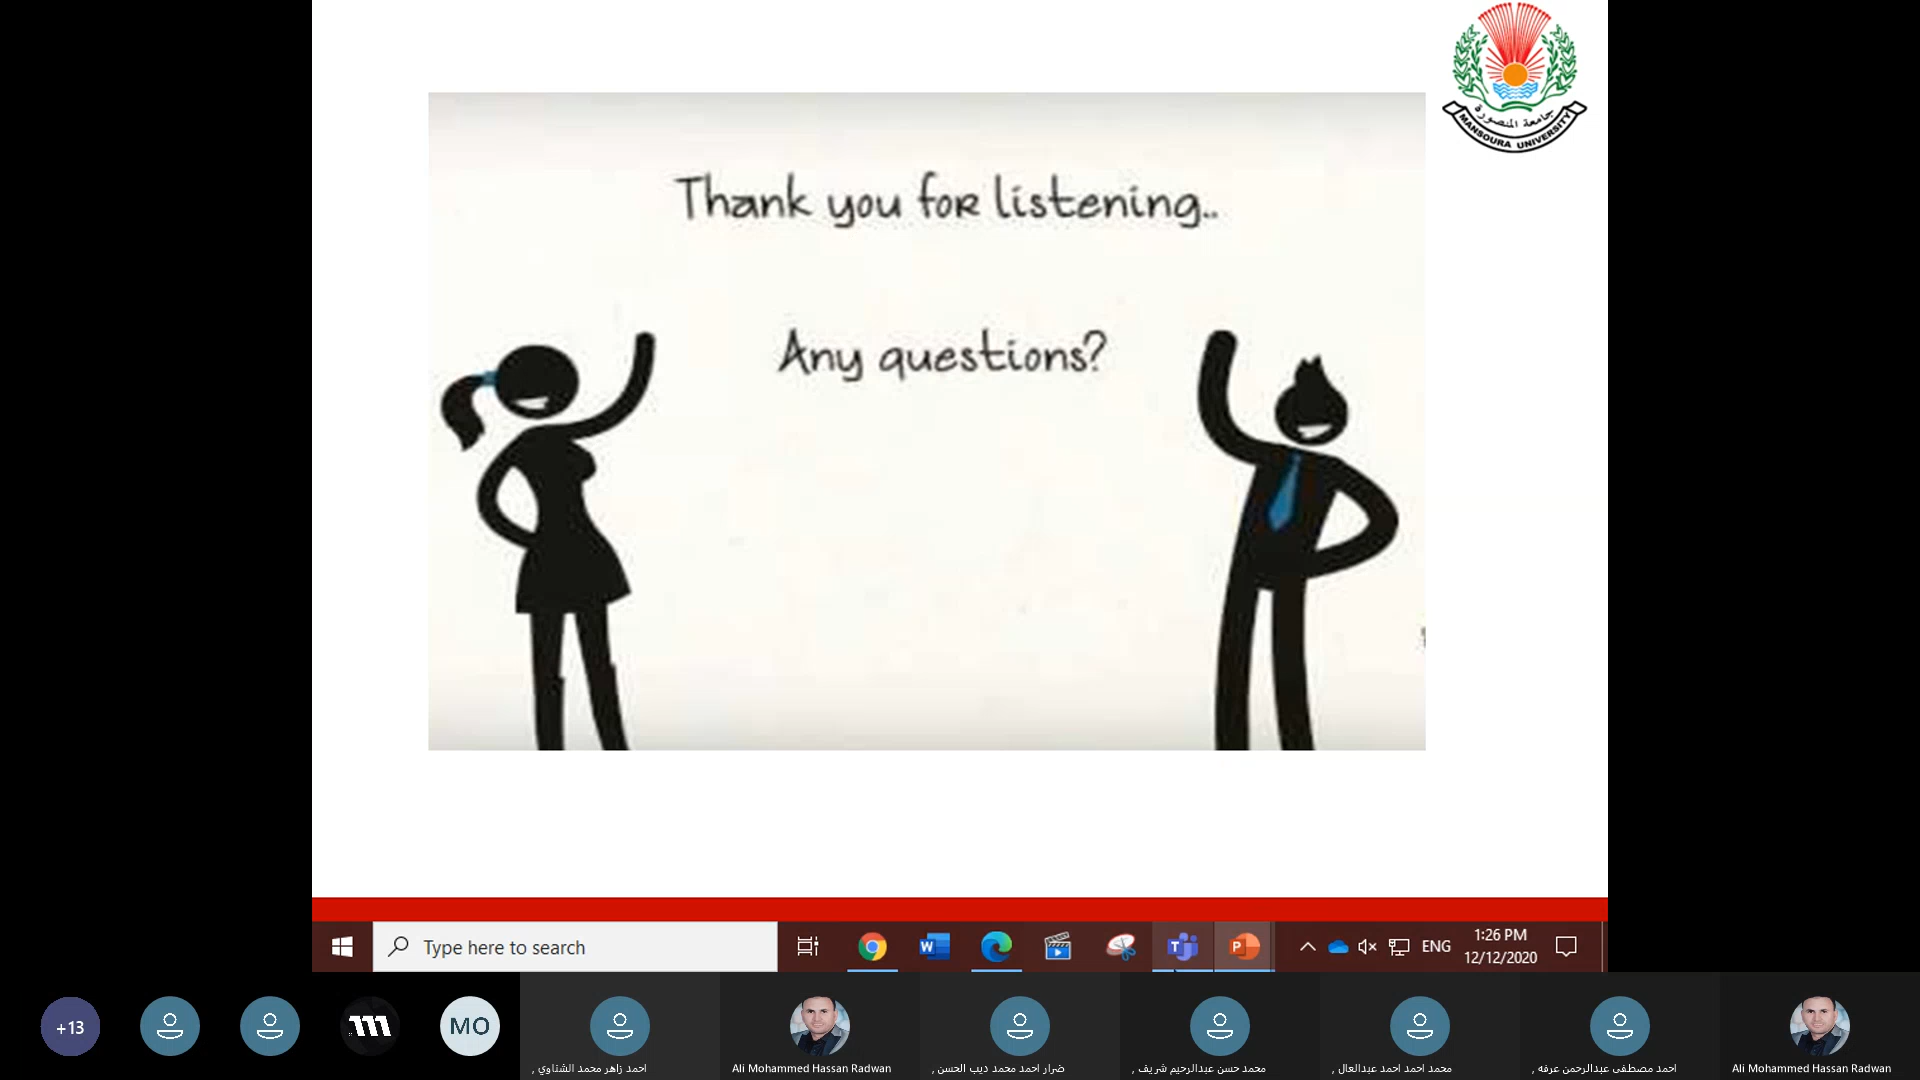 جامعة المنصورة
MANSOURA UNIVERSITY
Thank you for listening..
Any questions?
Type here to search
ENG
1:26 PM
12/12/2020
+13
MO
احمد زاهر محمد الشناوي ,
Ali Mohammed Hassan Radwan
ضرار احمد محمد ديب الحسن ,
محمد حسن عبدالرحيم شريف ,
محمد احمد احمد عبدالعال ,
احمد مصطفى عبدالرحمن عرفه ,
Ali Mohammed Hassan Radwan